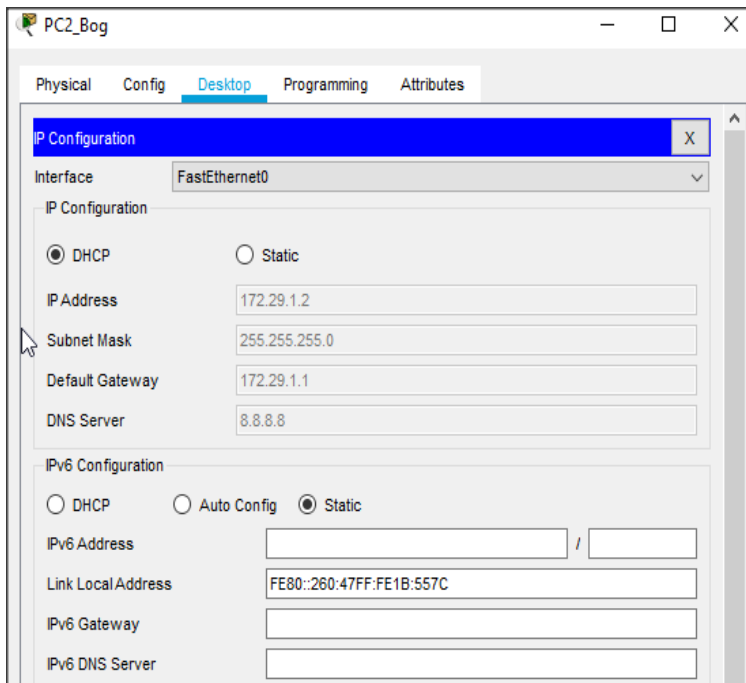 PC2_Bog
Physical Config Desktop Programming Attributes
IP Configuration X
Interface FastEthernet0
IP Configuration
DHCP Static
IP Address 172.29.1.2
Subnet Mask 255.255.255.0
Default Gateway 172.29.1.1
DNS Server 8.8.8.8
IPv6 Configuration
DHCP Auto Config Static
IPv6 Address /
Link Local Address FE80::260:47FF:FE1B:557C
IPv6 Gateway
IPv6 DNS Server